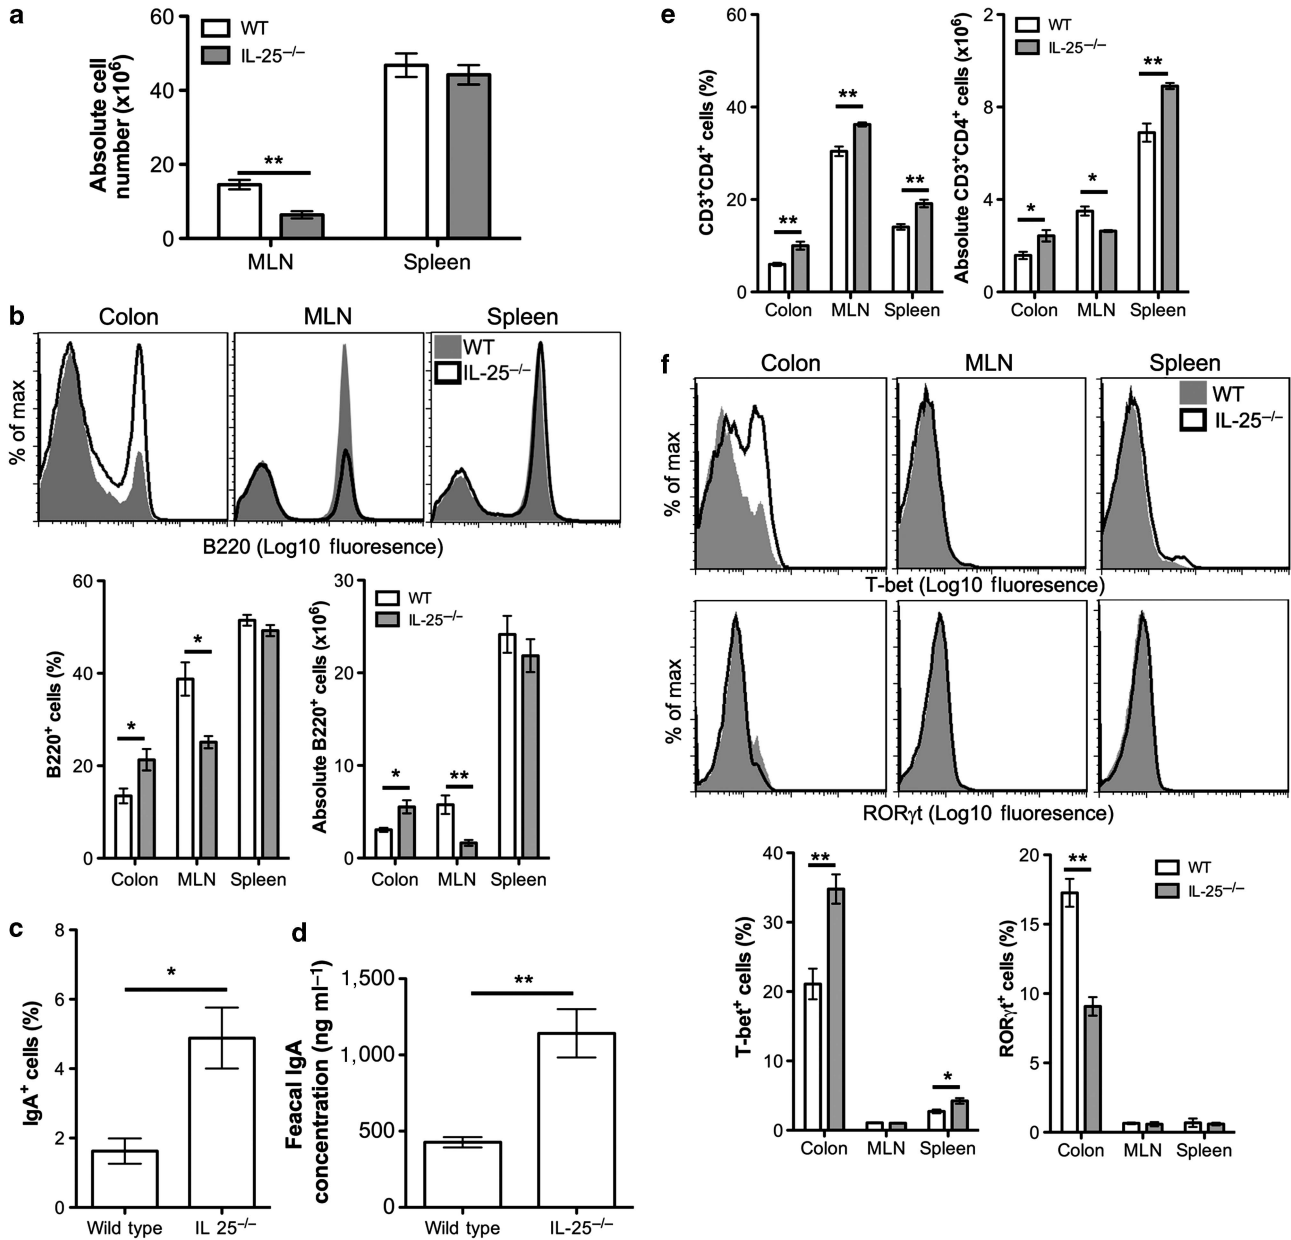 a
Absolute cell
number (x10⁶)
60
40
20
0
WT
IL-25⁻/⁻
**
MLN Spleen
b
Colon MLN Spleen
% of max
WT
IL-25⁻/⁻
B220 (Log10 fluoresence)
B220⁺ cells (%)
60
40
20
0
*
*
Colon MLN Spleen
Absolute B220⁺ cells (x10⁶)
30
20
10
0
WT
IL-25⁻/⁻
*
**
Colon MLN Spleen
c
IgA⁺ cells (%)
8
6
4
2
0
*
Wild type IL 25⁻/⁻
d
Feacal IgA
concentration (ng ml⁻¹)
1,500
1,000
500
0
**
Wild type IL-25⁻/⁻
e
CD3⁺CD4⁺ cells (%)
60
40
20
0
**
**
**
Colon MLN Spleen
Absolute CD3⁺CD4⁺ cells (x10⁶)
2
8
4
0
WT
IL-25⁻/⁻
*
*
**
Colon MLN Spleen
f
Colon MLN Spleen
% of max
WT
IL-25⁻/⁻
T-bet (Log10 fluoresence)
% of max
RORγt (Log10 fluoresence)
T-bet⁺ cells (%)
40
30
20
10
0
**
*
Colon MLN Spleen
RORγt⁺ cells (%)
20
15
10
5
0
**
WT
IL-25⁻/⁻
Colon MLN Spleen